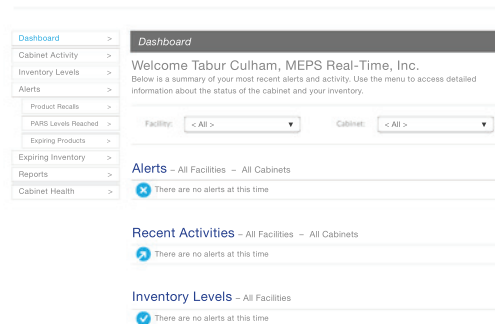 Dashboard >
Cabinet Activity >
Inventory Levels >
Alerts >
Product Recalls >
PARS Levels Reached >
Expiring Products >
Expiring Inventory >
Reports >
Cabinet Health >
Dashboard
Welcome Tabur Culham, MEPS Real-Time, Inc.
Below is a summary of your most recent alerts and activity. Use the menu to access detailed
information about the status of the cabinet and your inventory.
Facility: < All > ▼ Cabinet: < All > ▼
Alerts – All Facilities – All Cabinets
There are no alerts at this time
Recent Activities – All Facilities – All Cabinets
There are no alerts at this time
Inventory Levels – All Facilities
There are no alerts at this time